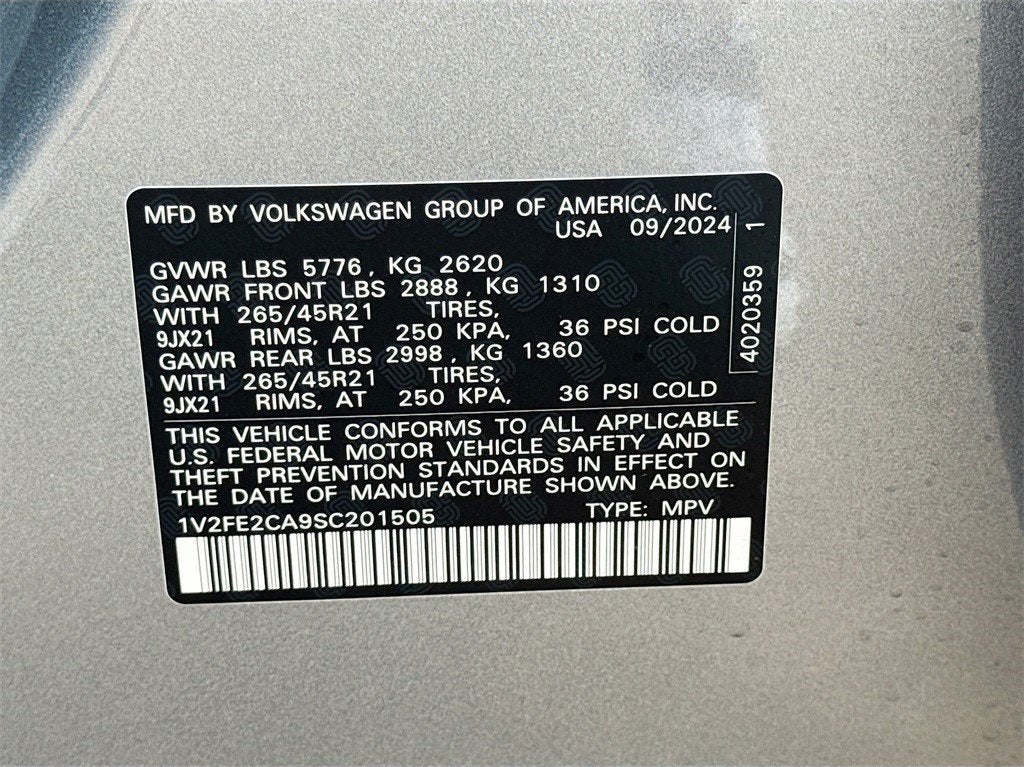 MFD BY VOLKSWAGEN GROUP OF AMERICA, INC.
USA 09/2024
GVWR LBS 5776, KG 2620
GAWR FRONT LBS 2888, KG 1310
WITH 265/45R21 TIRES,
9JX21 RIMS, AT 250 KPA, 36 PSI COLD
GAWR REAR LBS 2998, KG 1360
WITH 265/45R21 TIRES,
9JX21 RIMS, AT 250 KPA, 36 PSI COLD
4020359 1
THIS VEHICLE CONFORMS TO ALL APPLICABLE
U.S. FEDERAL MOTOR VEHICLE SAFETY AND
THEFT PREVENTION STANDARDS IN EFFECT ON
THE DATE OF MANUFACTURE SHOWN ABOVE.
1V2FE2CA9SC201505 TYPE: MPV